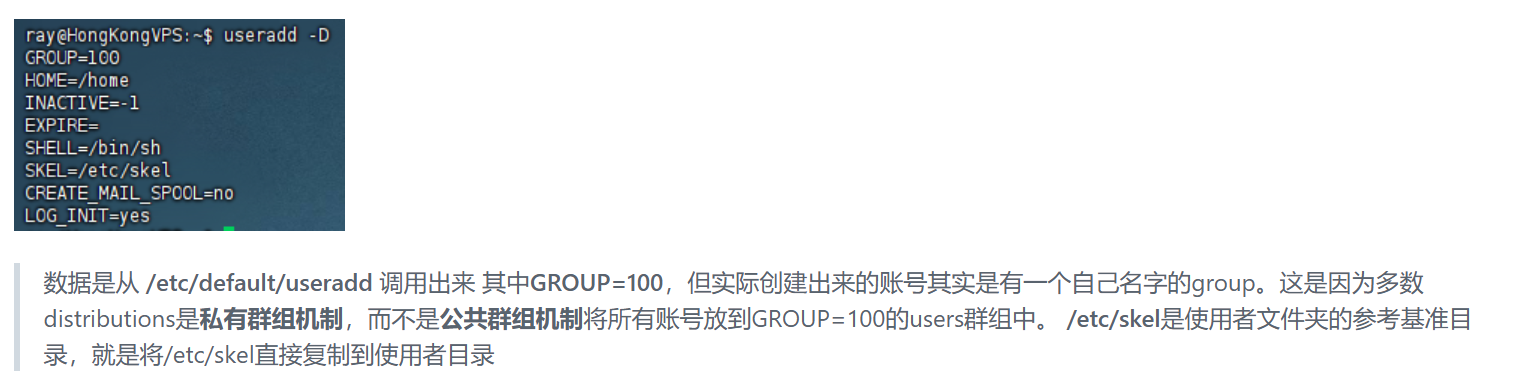 ray@HongKongVPS:~$ useradd -D
GROUP=100
HOME=/home
INACTIVE=-1
EXPIRE=
SHELL=/bin/sh
SKEL=/etc/skel
CREATE_MAIL_SPOOL=no
LOG_INIT=yes
数据是从 /etc/default/useradd 调用出来 其中GROUP=100，但实际创建出来的账号其实是有一个自己名字的group。这是因为多数
distributions是私有群组机制，而不是公共群组机制将所有账号放到GROUP=100的users群组中。 /etc/skel是使用者文件夹的参考基准目
录，就是将/etc/skel直接复制到使用者目录